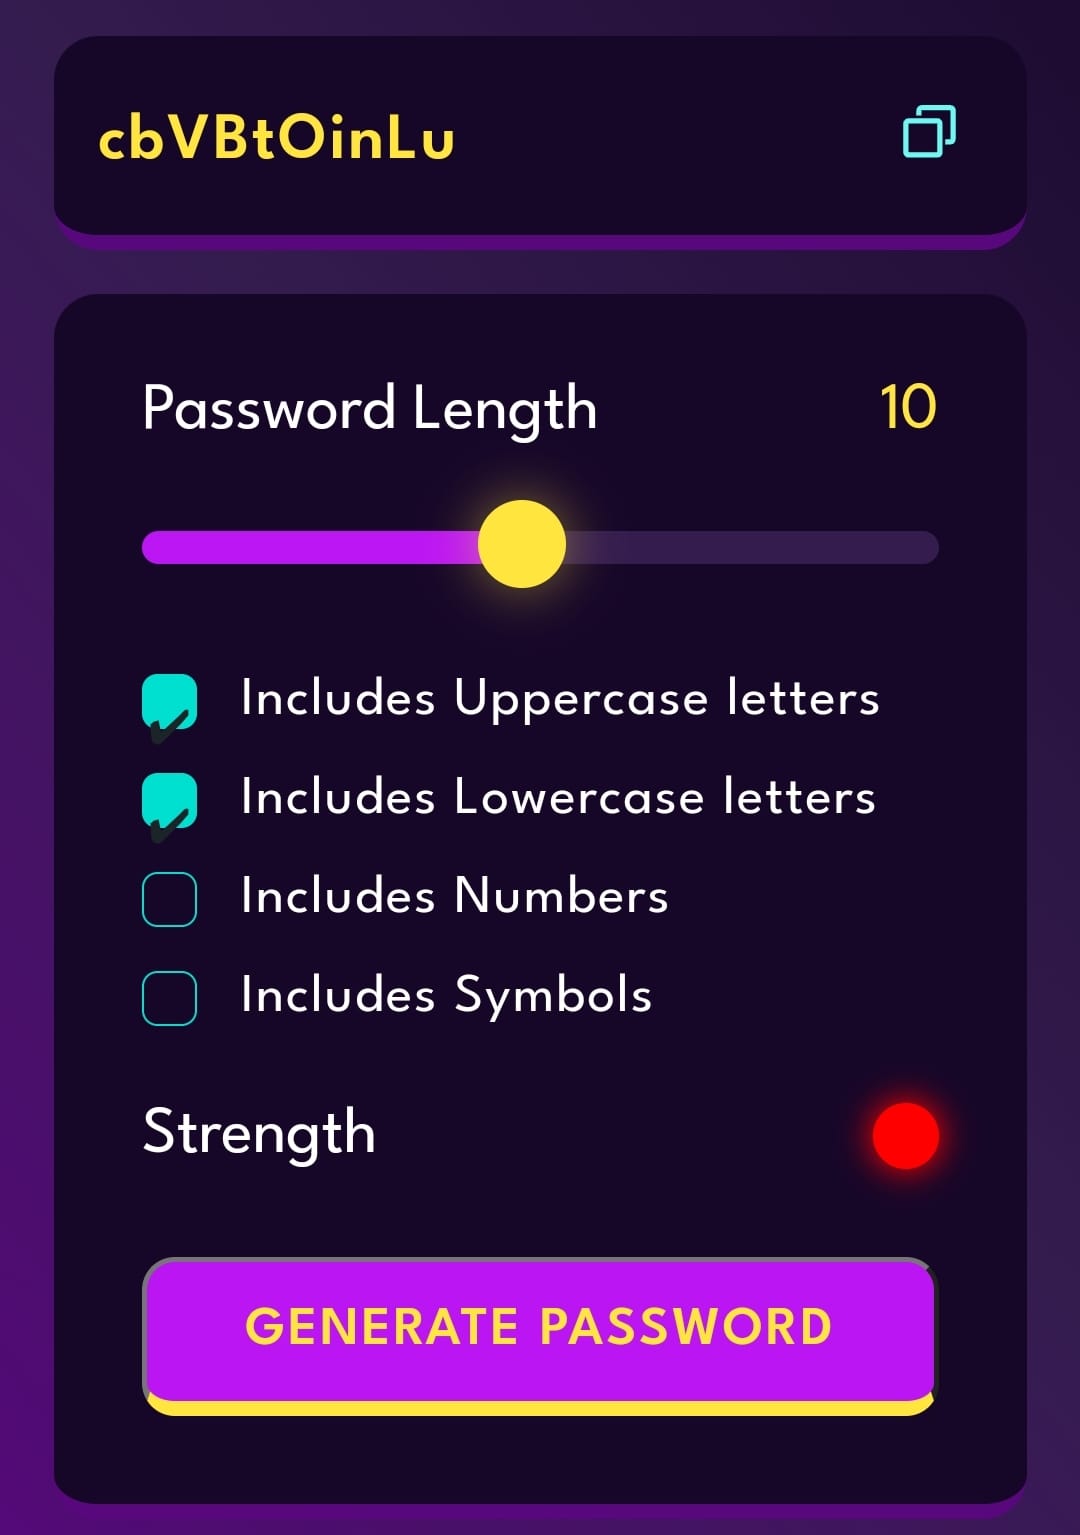 cbVBtOinLu
Password Length 10
Includes Uppercase letters
Includes Lowercase letters
Includes Numbers
Includes Symbols
Strength
GENERATE PASSWORD